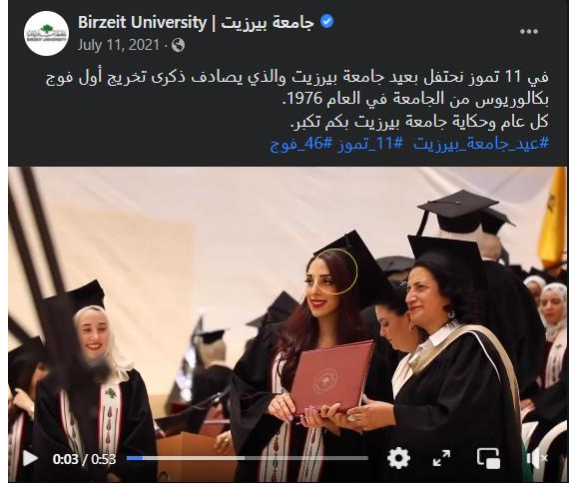 Birzeit University | جامعة بيرزيت
July 11, 2021 ·
في 11 تموز نحتفل بعيد جامعة بيرزيت والذي يصادف ذكرى تخريج أول فوج
بكالوريوس من الجامعة في العام 1976.
كل عام وحكاية جامعة بيرزيت بكم تكبر.
#عيد_جامعة_بيرزيت #11_تموز #46_فوج
0:03 / 0:53